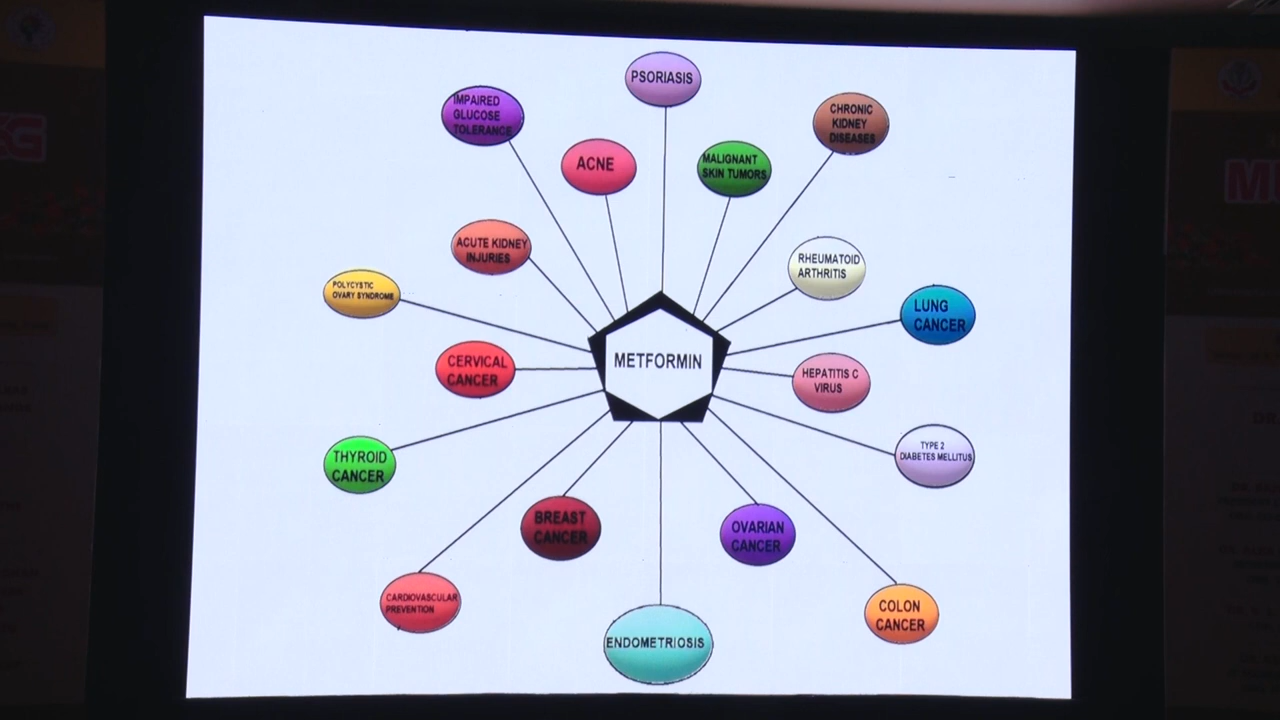 PSORIASIS
IMPAIRED
GLUCOSE
TOLERANCE
CHRONIC
KIDNEY
DISEASES
ACNE
MALIGNANT
SKIN TUMORS
ACUTE KIDNEY
INJURIES
RHEUMATOID
ARTHRITIS
POLYCYSTIC
OVARY SYNDROME
LUNG
CANCER
METFORMIN
CERVICAL
CANCER
HEPATITIS C
VIRUS
THYROID
CANCER
TYPE 2
DIABETES MELLITUS
BREAST
CANCER
OVARIAN
CANCER
CARDIOVASCULAR
PREVENTION
COLON
CANCER
ENDOMETRIOSIS